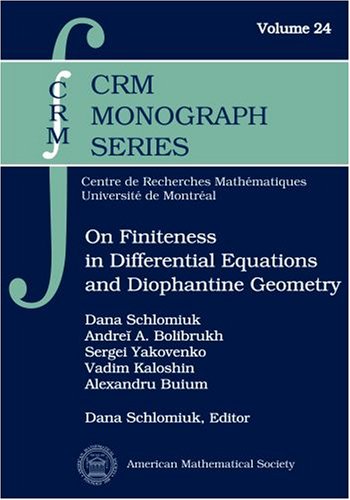 Volume 24
CRM
CRM
MONOGRAPH
SERIES
Centre de Recherches Mathématiques
Université de Montréal
On Finiteness
in Differential Equations
and Diophantine Geometry
Dana Schlomiuk
Andreĭ A. Bolibrukh
Sergei Yakovenko
Vadim Kaloshin
Alexandru Buium
Dana Schlomiuk, Editor
American Mathematical Society